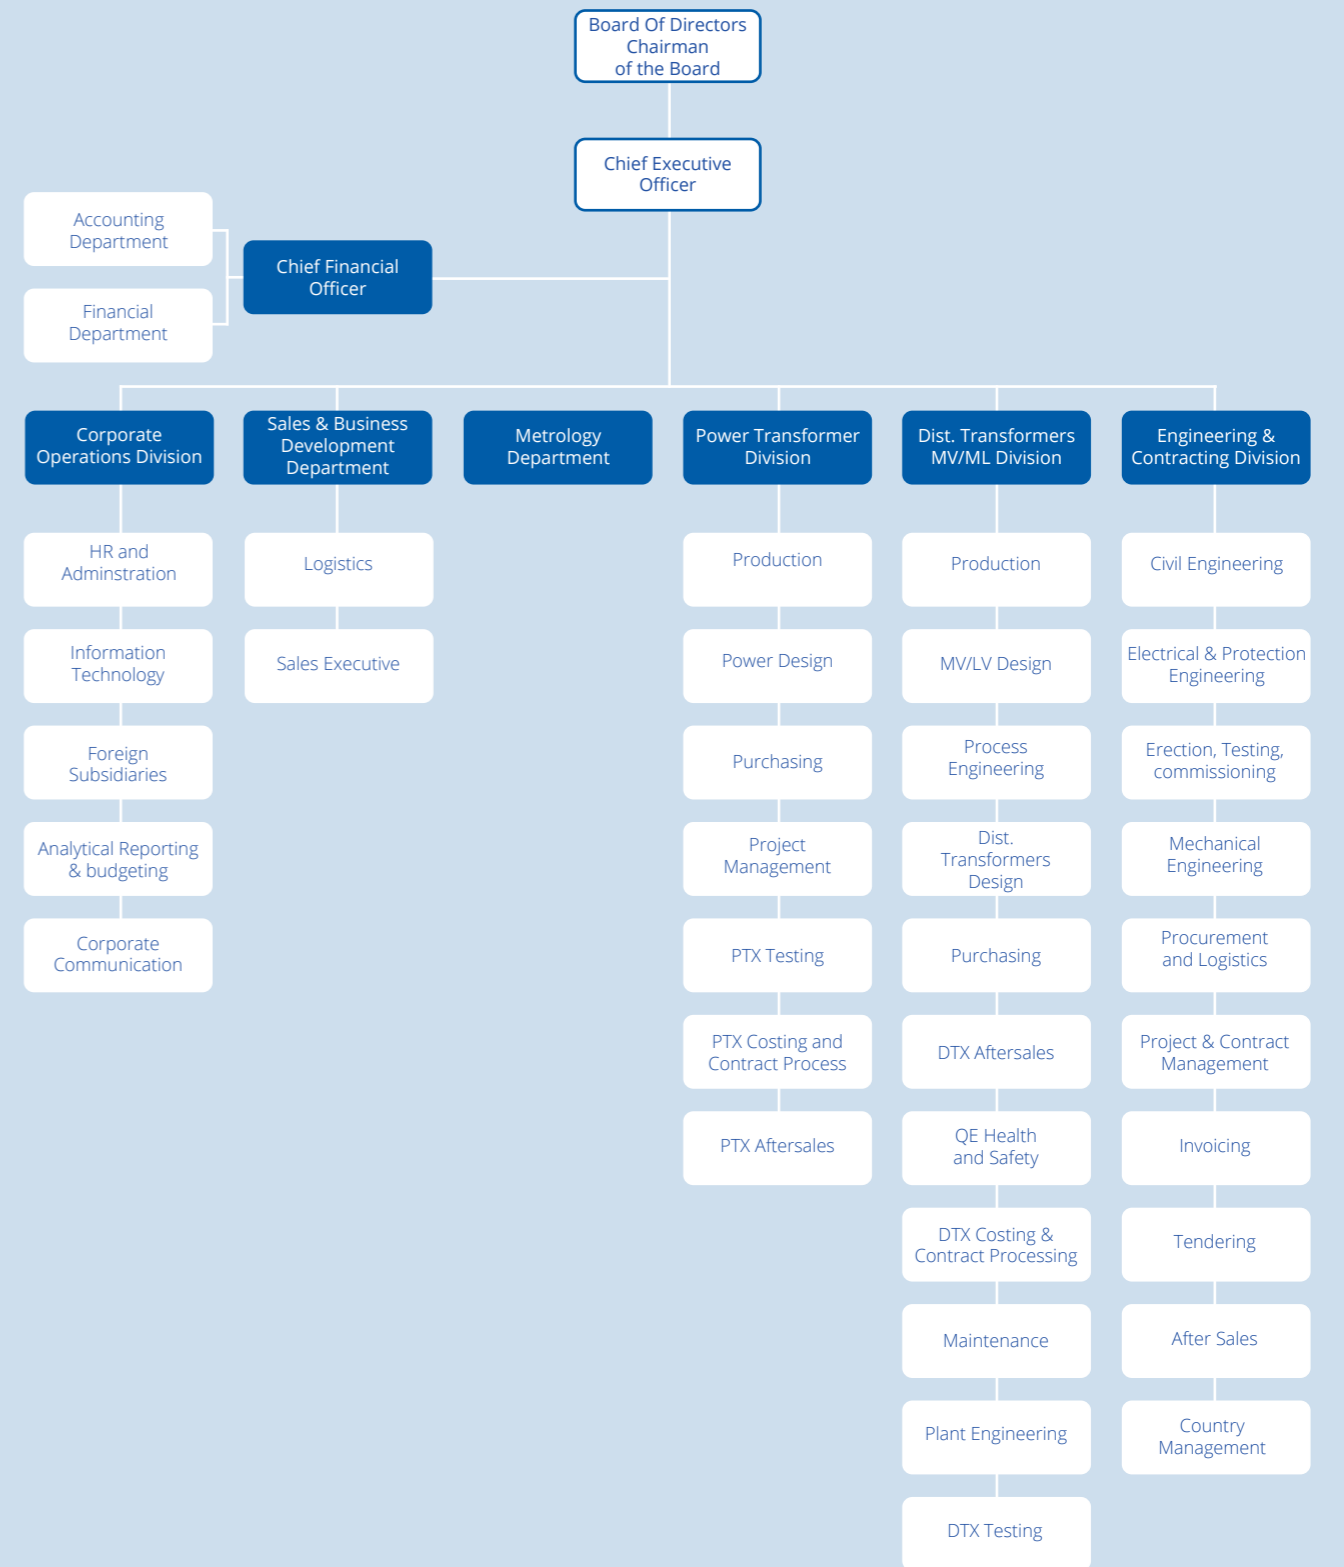 Board Of Directors
Chairman
of the Board
Chief Executive
Officer
Accounting
Department
Chief Financial
Officer
Financial
Department
Corporate
Operations Division
Sales & Business
Development
Department
Metrology
Department
Power Transformer
Division
Dist. Transformers
MV/ML Division
Engineering &
Contracting Division
HR and
Adminstration
Information
Technology
Foreign
Subsidiaries
Analytical Reporting
& budgeting
Corporate
Communication
Logistics
Sales Executive
Production
Power Design
Purchasing
Project
Management
PTX Testing
PTX Costing and
Contract Process
PTX Aftersales
Production
MV/LV Design
Process
Engineering
Dist.
Transformers
Design
Purchasing
DTX Aftersales
QE Health
and Safety
DTX Costing &
Contract Processing
Maintenance
Plant Engineering
DTX Testing
Civil Engineering
Electrical & Protection
Engineering
Erection, Testing,
commissioning
Mechanical
Engineering
Procurement
and Logistics
Project & Contract
Management
Invoicing
Tendering
After Sales
Country
Management